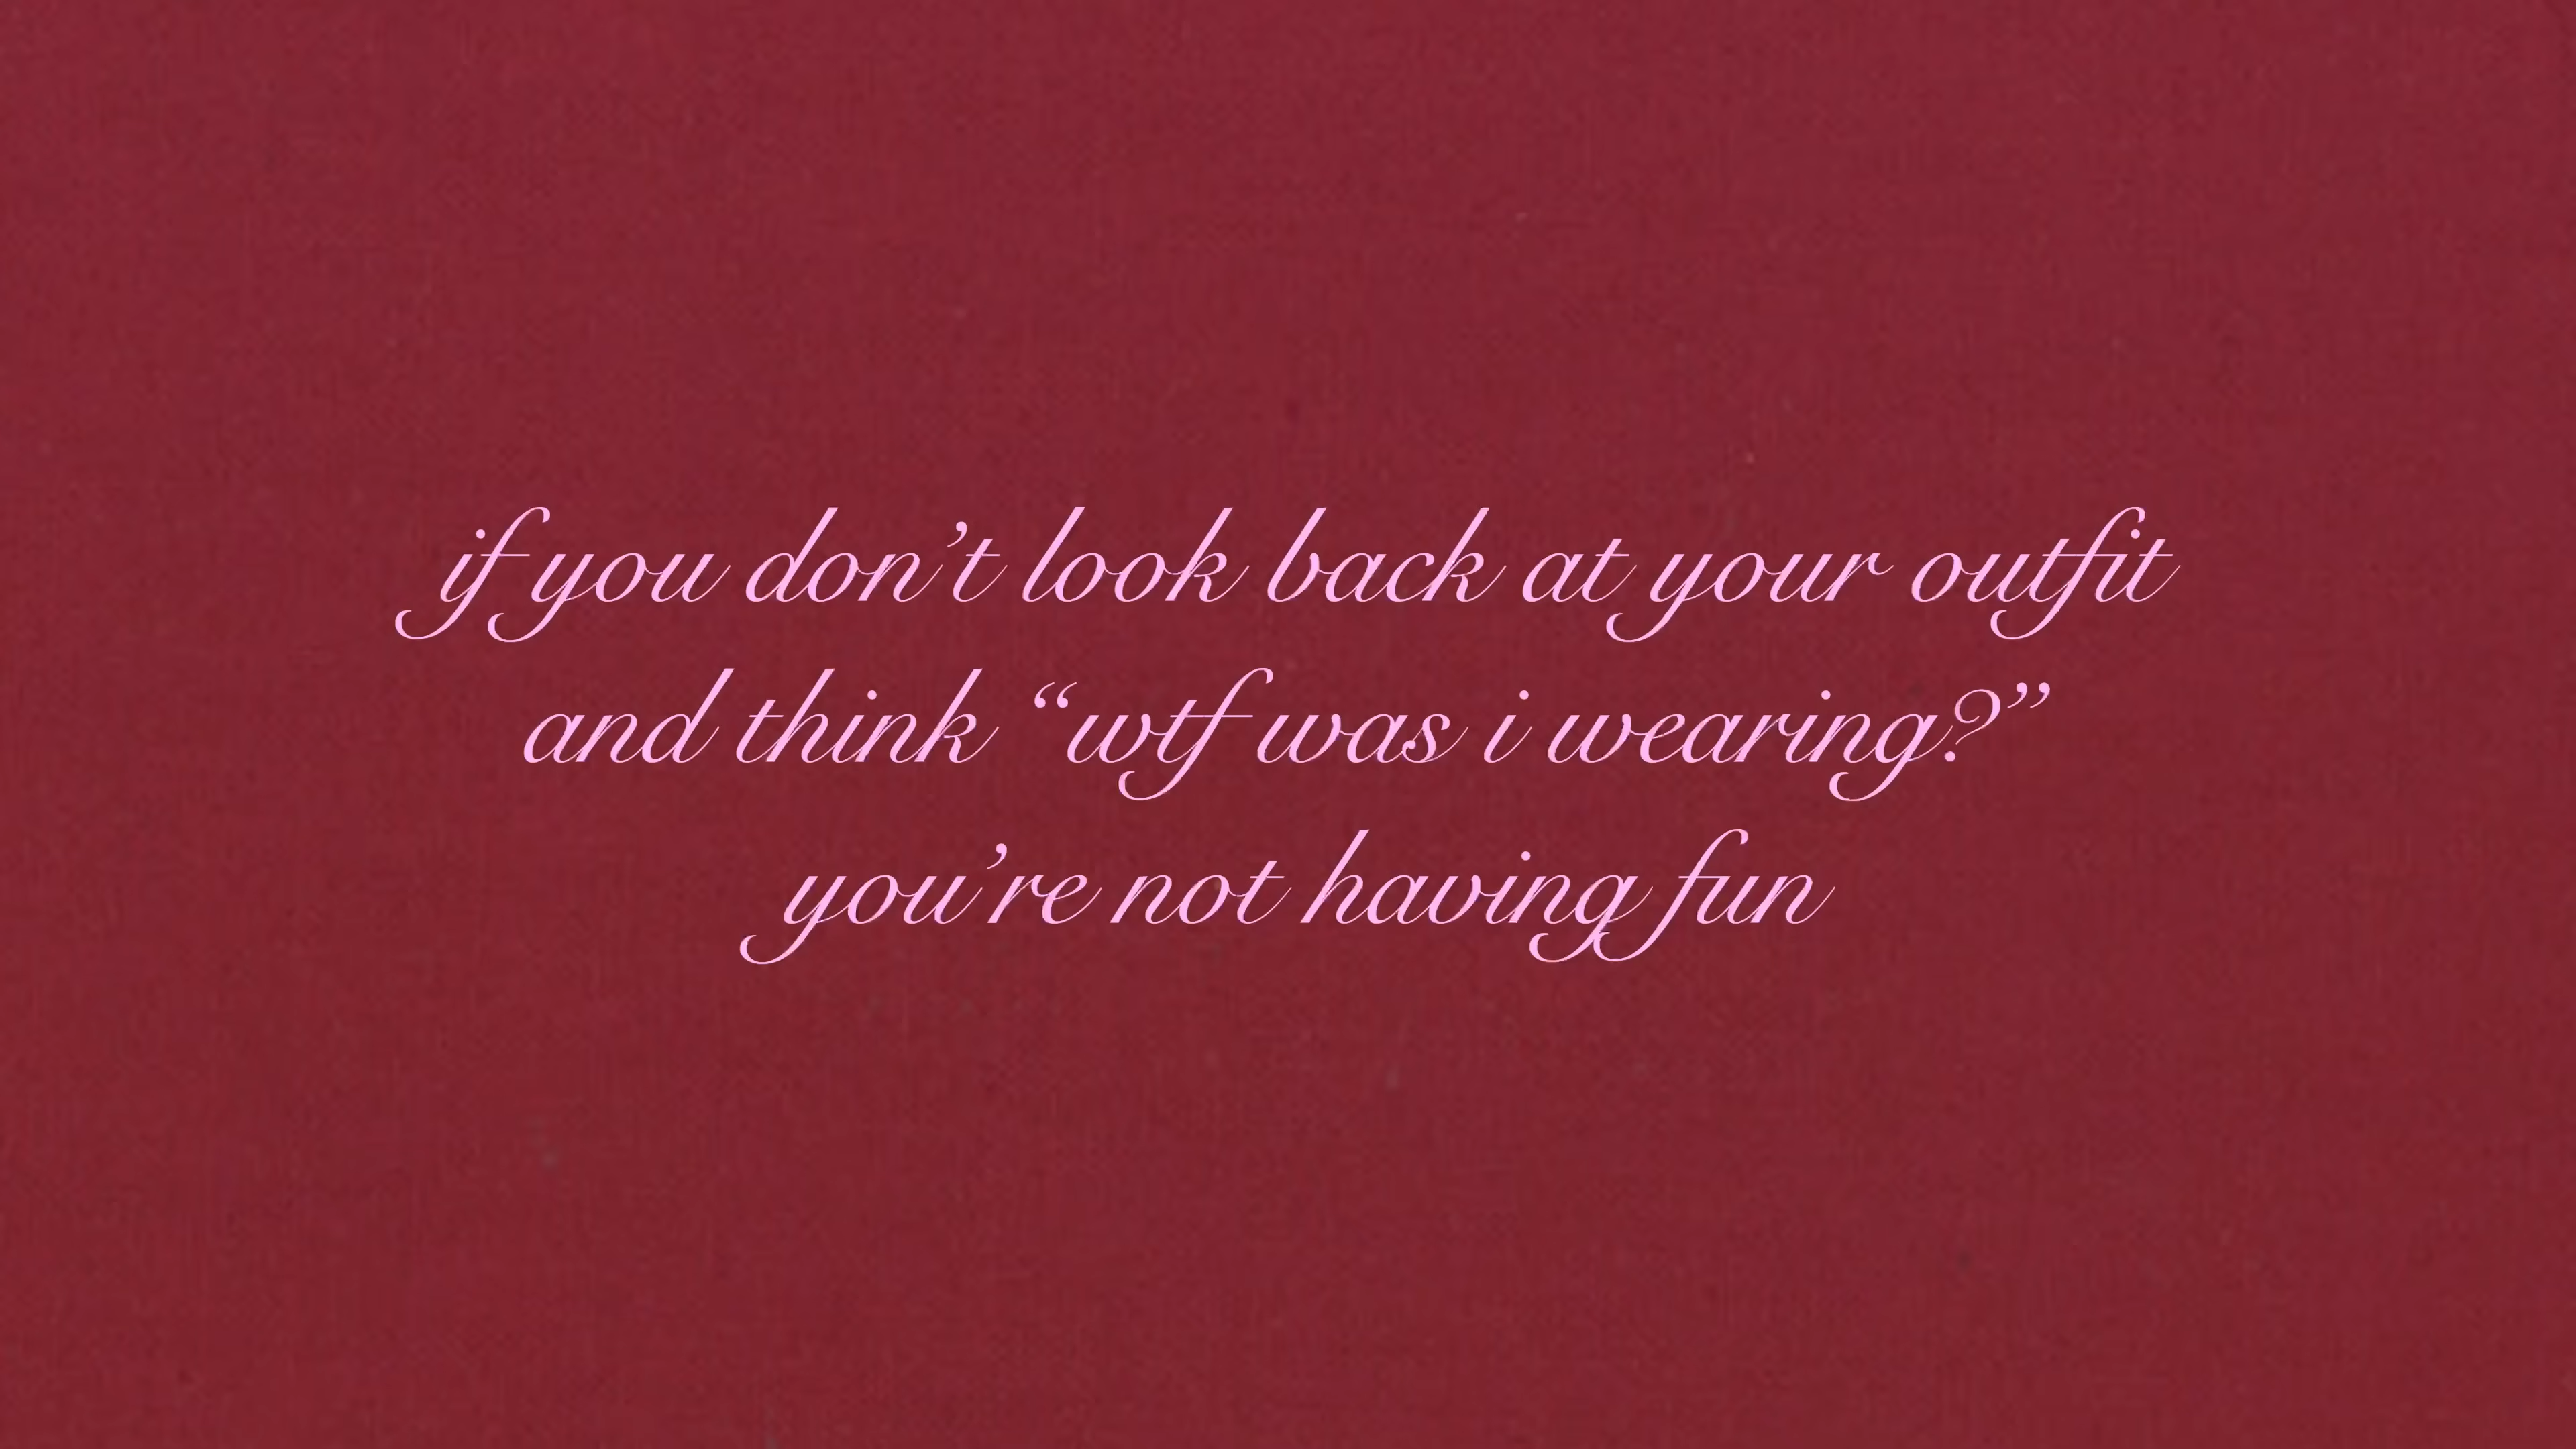 if you don’t look back at your outfit
and think “wtf was i wearing?”
you’re not having fun